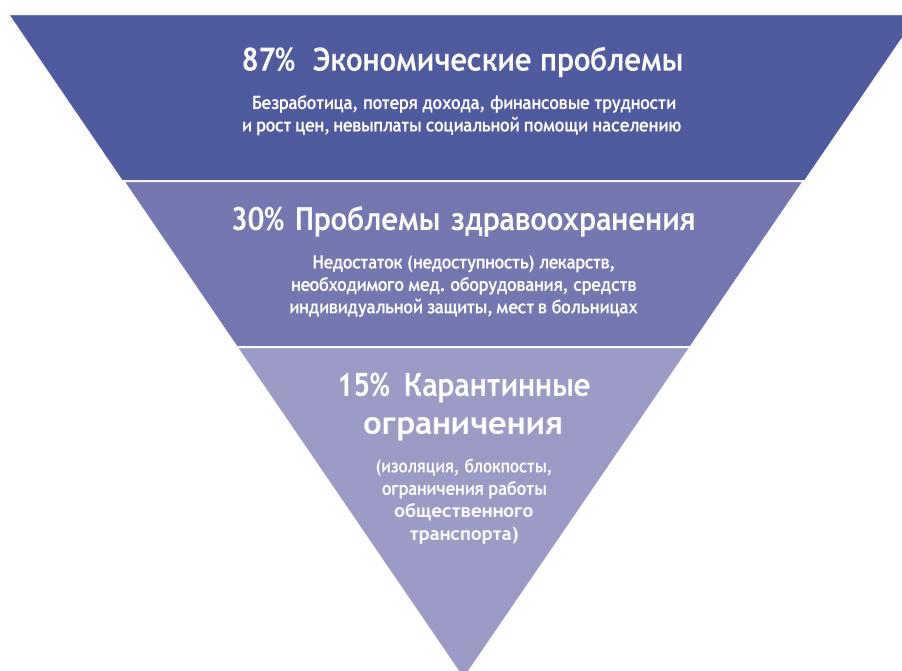 87% Экономические проблемы
Безработица, потеря дохода, финансовые трудности
и рост цен, невыплаты социальной помощи населению
30% Проблемы здравоохранения
Недостаток (недоступность) лекарств,
необходимого мед. оборудования, средств
индивидуальной защиты, мест в больницах
15% Карантинные
ограничения
(изоляция, блокпосты,
ограничения работы
общественного
транспорта)